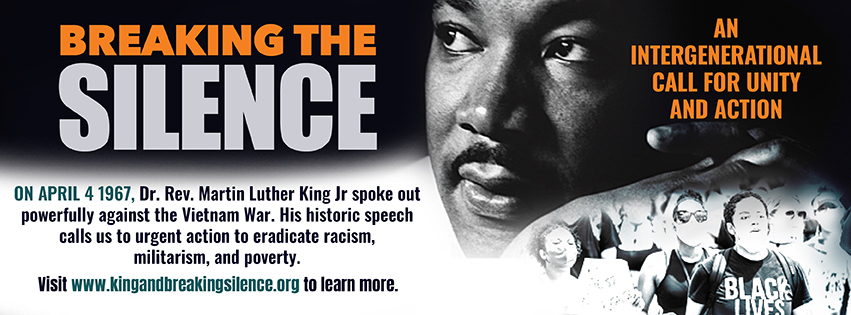 BREAKING THE
SILENCE
AN
INTERGENERATIONAL
CALL FOR UNITY
AND ACTION
ON APRIL 4 1967, Dr. Rev. Martin Luther King Jr spoke out
powerfully against the Vietnam War. His historic speech
calls us to urgent action to eradicate racism,
militarism, and poverty.
Visit www.kingandbreakingsilence.org to learn more.
BLACK
LIVES